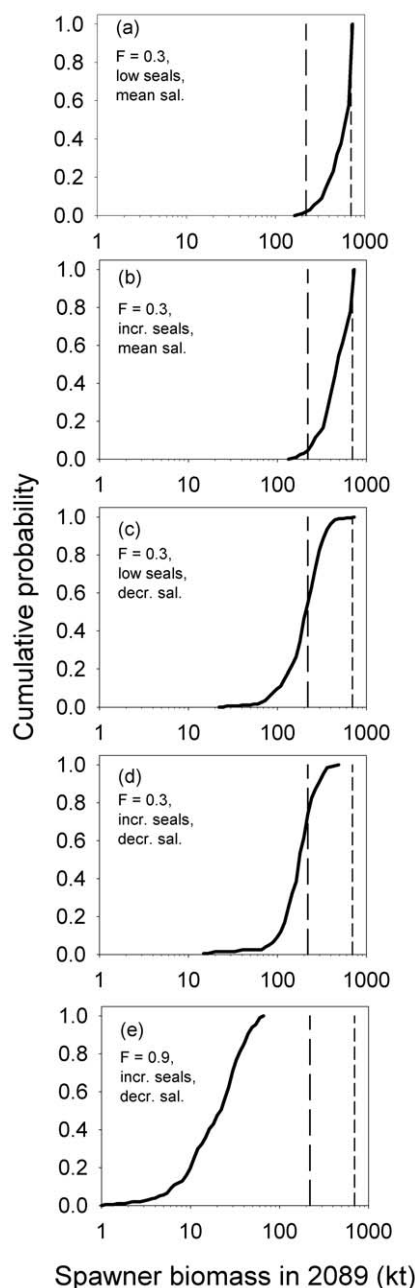 Cumulative probability
(a)
F = 0.3,
low seals,
mean sal.
1.0
0.8
0.6
0.4
0.2
0.0
1 10 100 1000
(b)
F = 0.3,
incr. seals,
mean sal.
1.0
0.8
0.6
0.4
0.2
0.0
1 10 100 1000
(c)
F = 0.3,
low seals,
decr. sal.
1.0
0.8
0.6
0.4
0.2
0.0
1 10 100 1000
(d)
F = 0.3,
incr. seals,
decr. sal.
1.0
0.8
0.6
0.4
0.2
0.0
1 10 100 1000
(e)
F = 0.9,
incr. seals,
decr. sal.
1.0
0.8
0.6
0.4
0.2
0.0
1 10 100 1000
Spawner biomass in 2089 (kt)